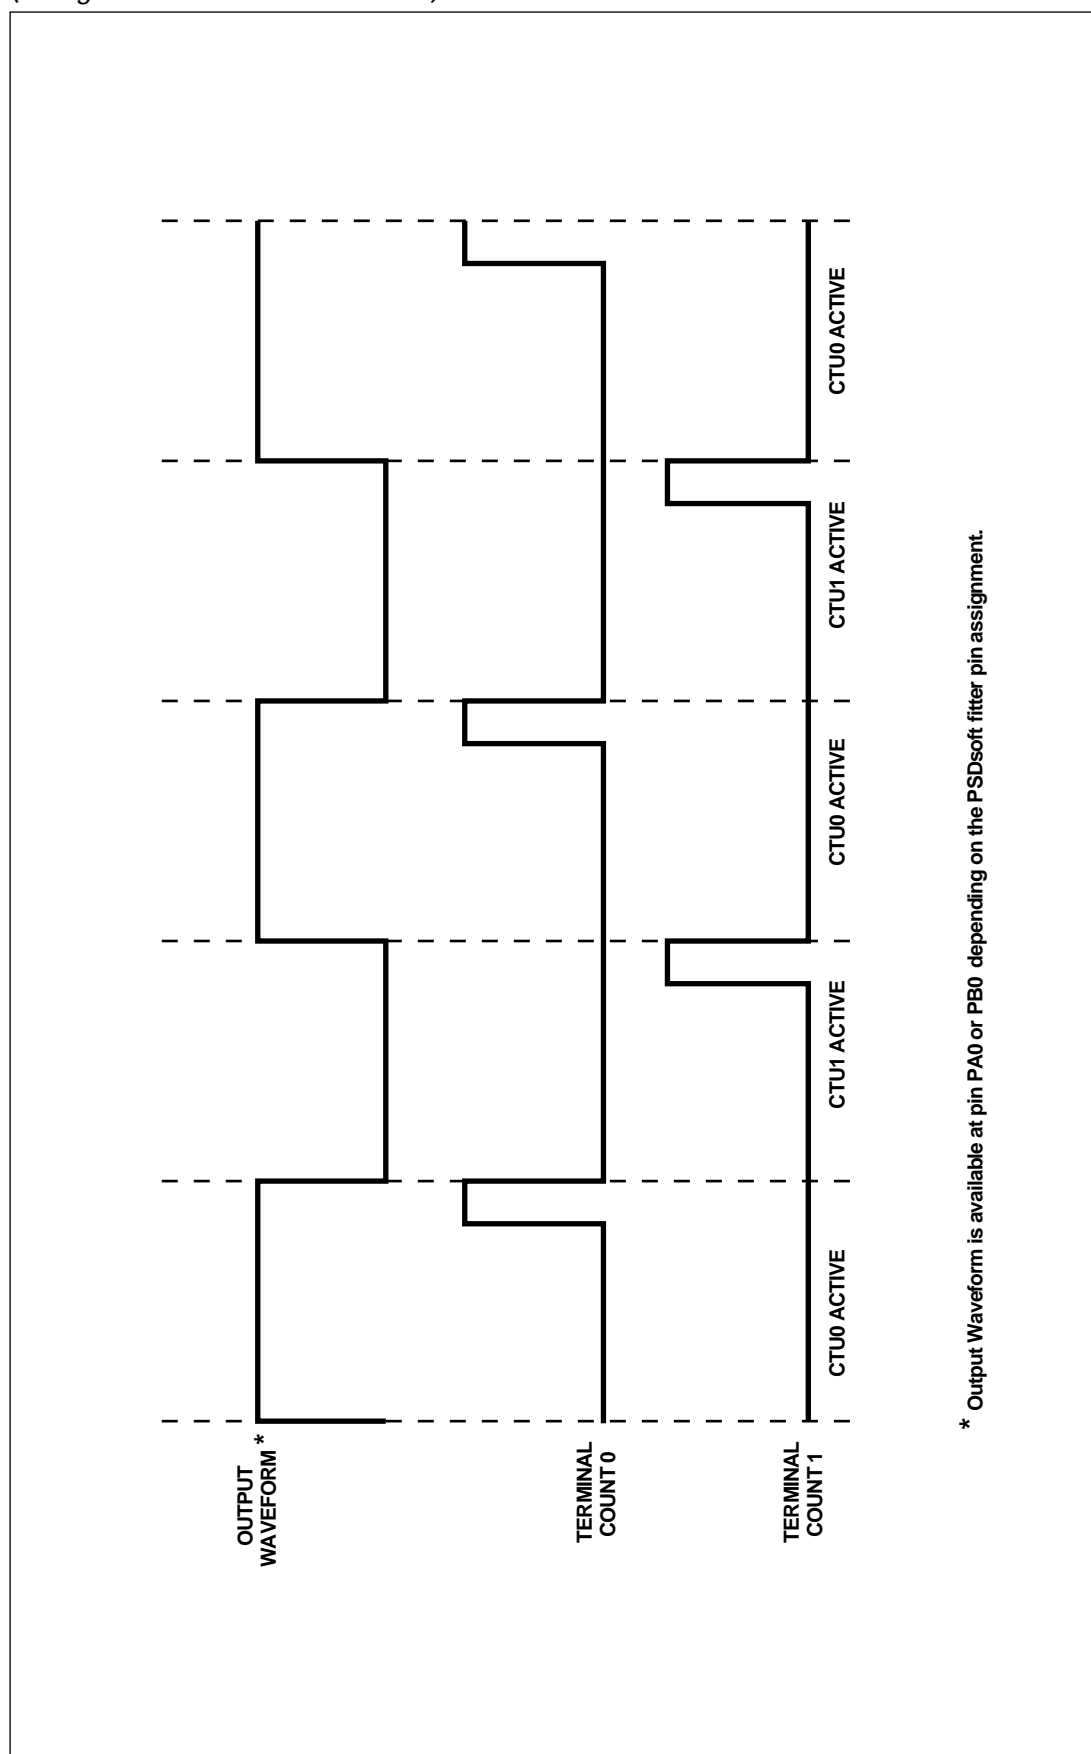 OUTPUT
WAVEFORM *
TERMINAL
COUNT 0
TERMINAL
COUNT 1
CTU0 ACTIVE
CTU1 ACTIVE
CTU0 ACTIVE
CTU1 ACTIVE
CTU0 ACTIVE
* Output Waveform is available at pin PA0 or PB0 depending on the PSDsoft fitter pin assignment.